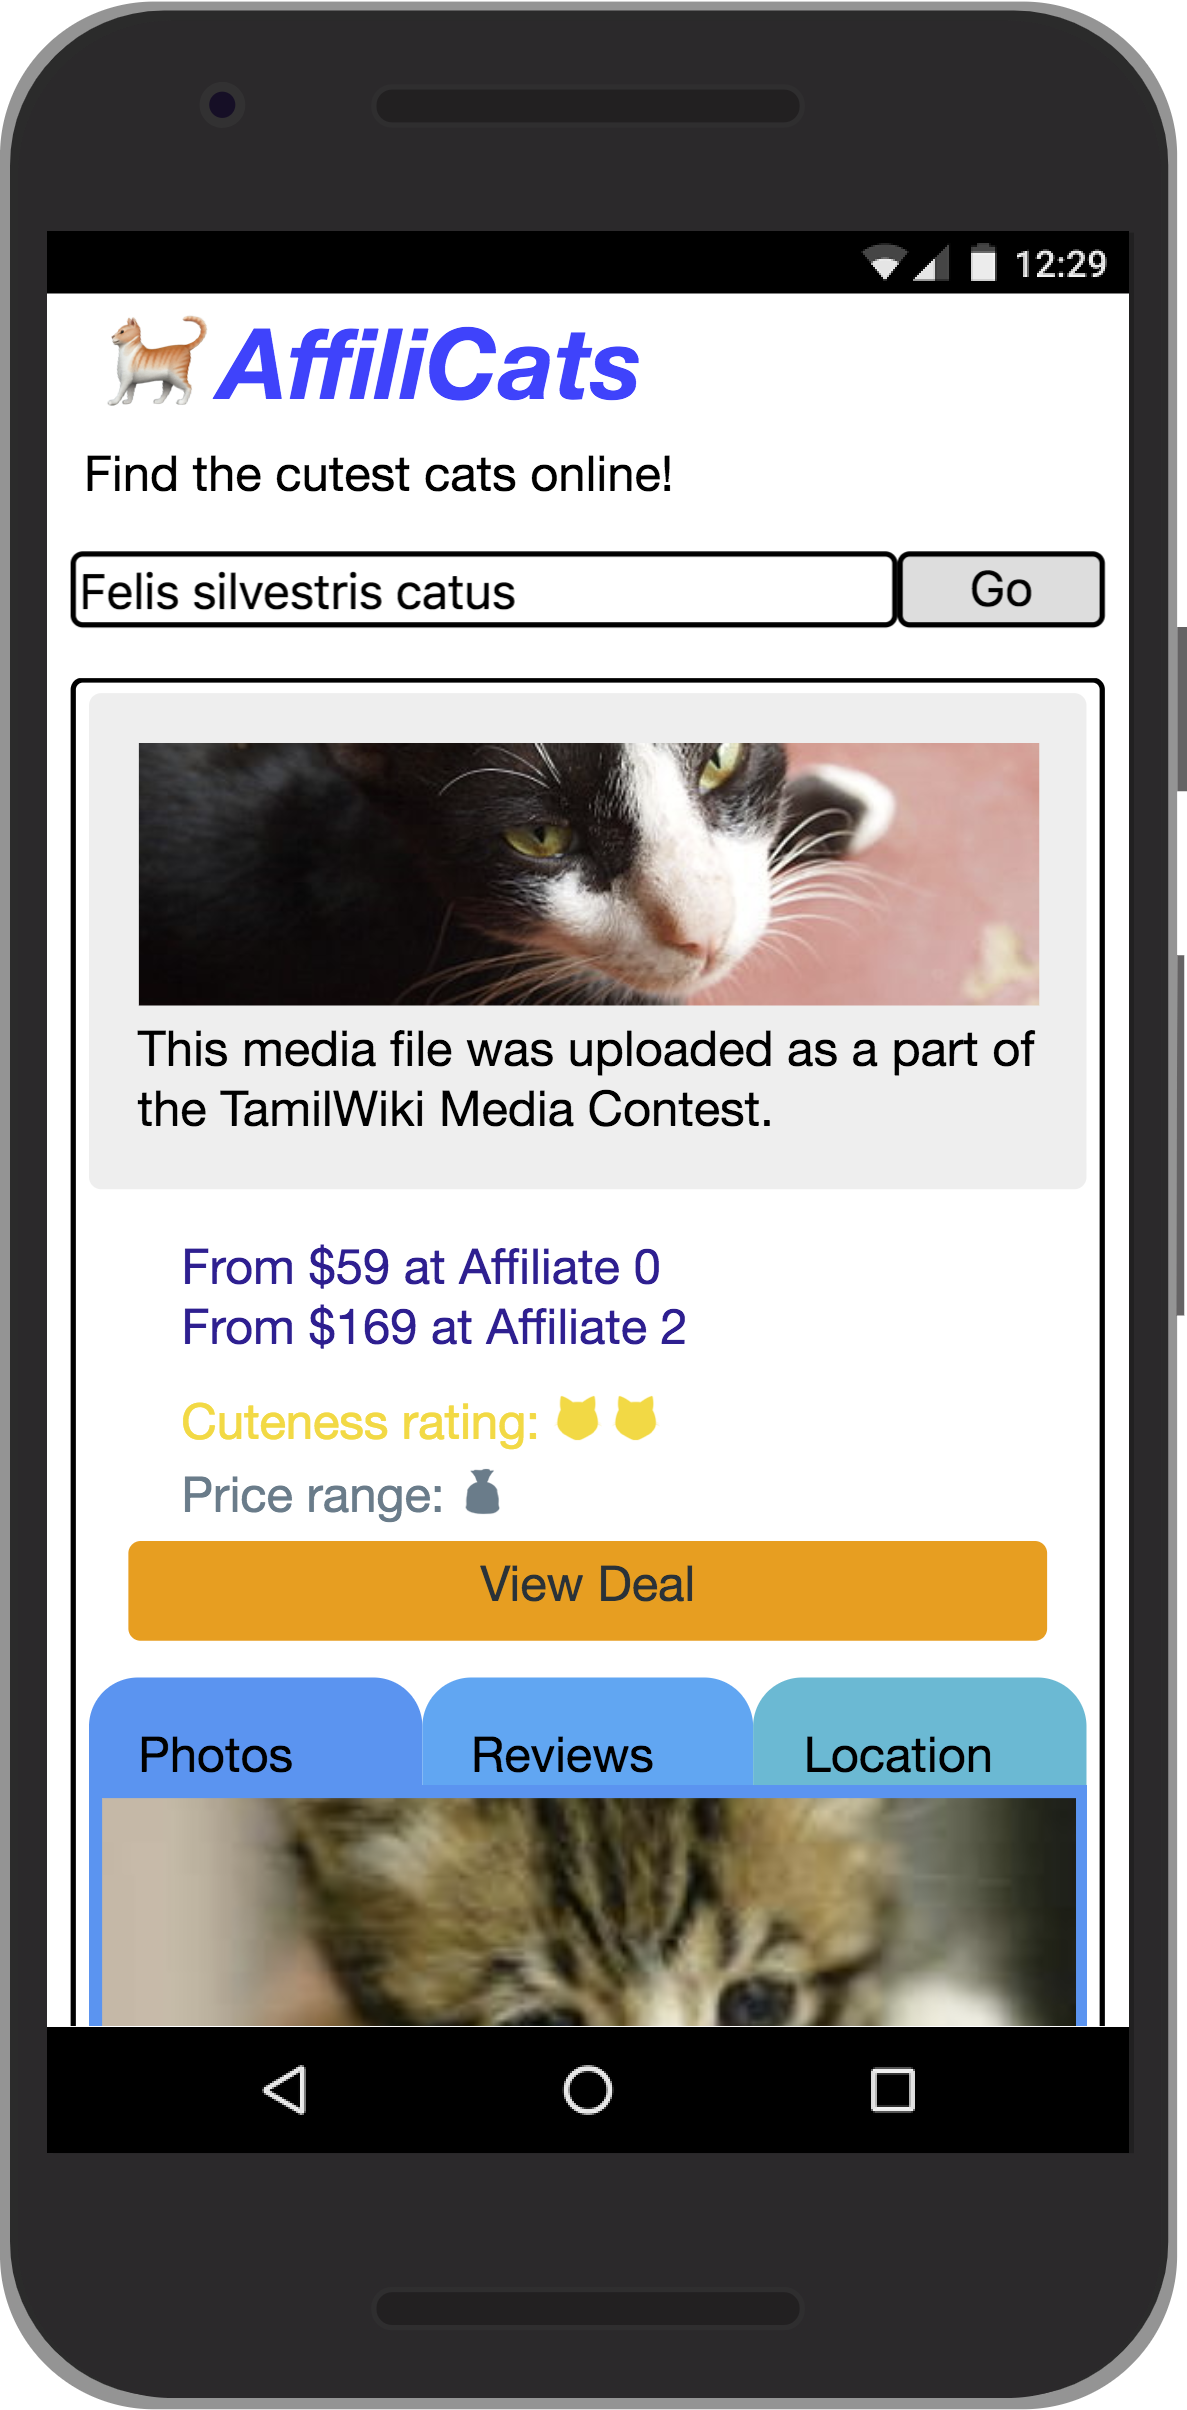 12:29
AffiliCats
Find the cutest cats online!
Felis silvestris catus
Go
This media file was uploaded as a part of
the TamilWiki Media Contest.
From $59 at Affiliate 0
From $169 at Affiliate 2
Cuteness rating:
Price range:
View Deal
Photos
Reviews
Location